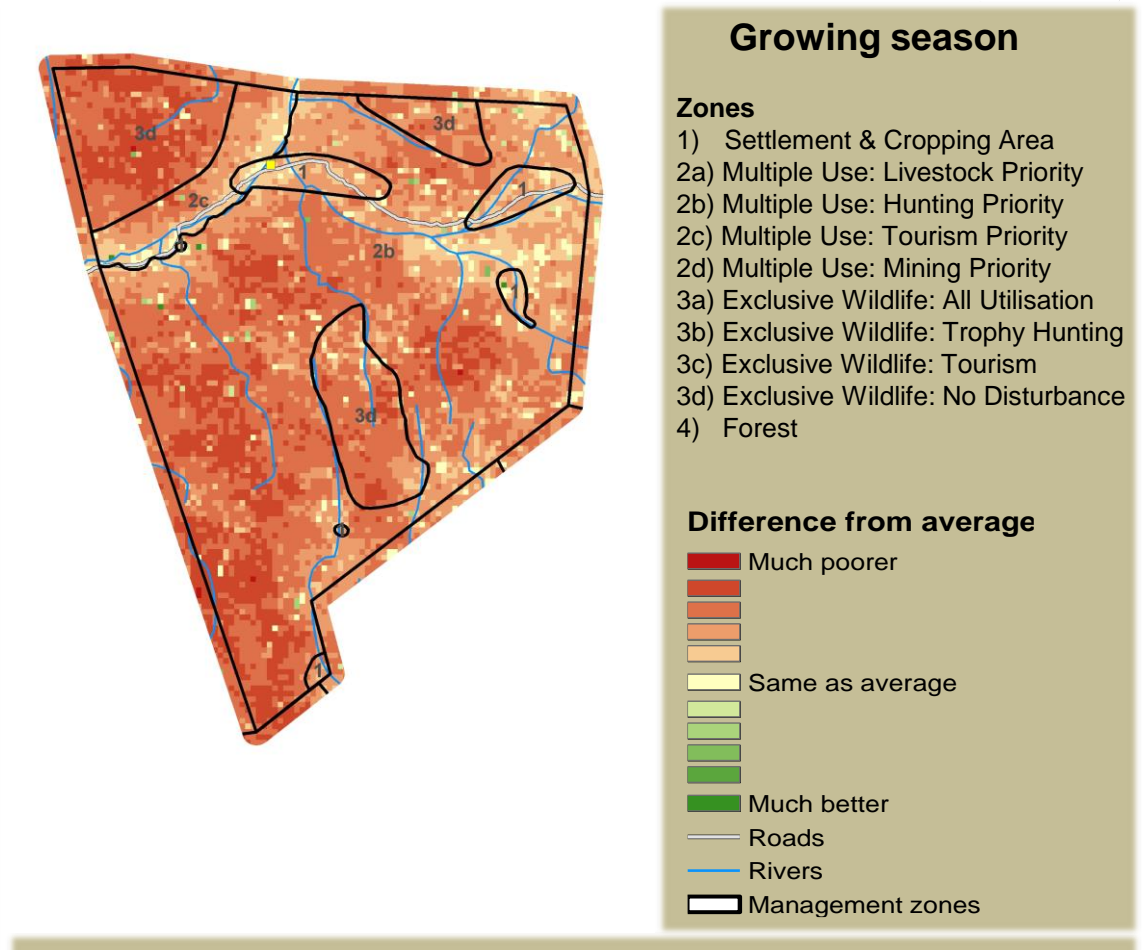 Growing season
Zones
1) Settlement & Cropping Area
2a) Multiple Use: Livestock Priority
2b) Multiple Use: Hunting Priority
2c) Multiple Use: Tourism Priority
2d) Multiple Use: Mining Priority
3a) Exclusive Wildlife: All Utilisation
3b) Exclusive Wildlife: Trophy Hunting
3c) Exclusive Wildlife: Tourism
3d) Exclusive Wildlife: No Disturbance
4) Forest
Difference from average
Much poorer
Same as average
Much better
Roads
Rivers
Management zones
3d
3d
1
1
2c
2b
1
3d
1